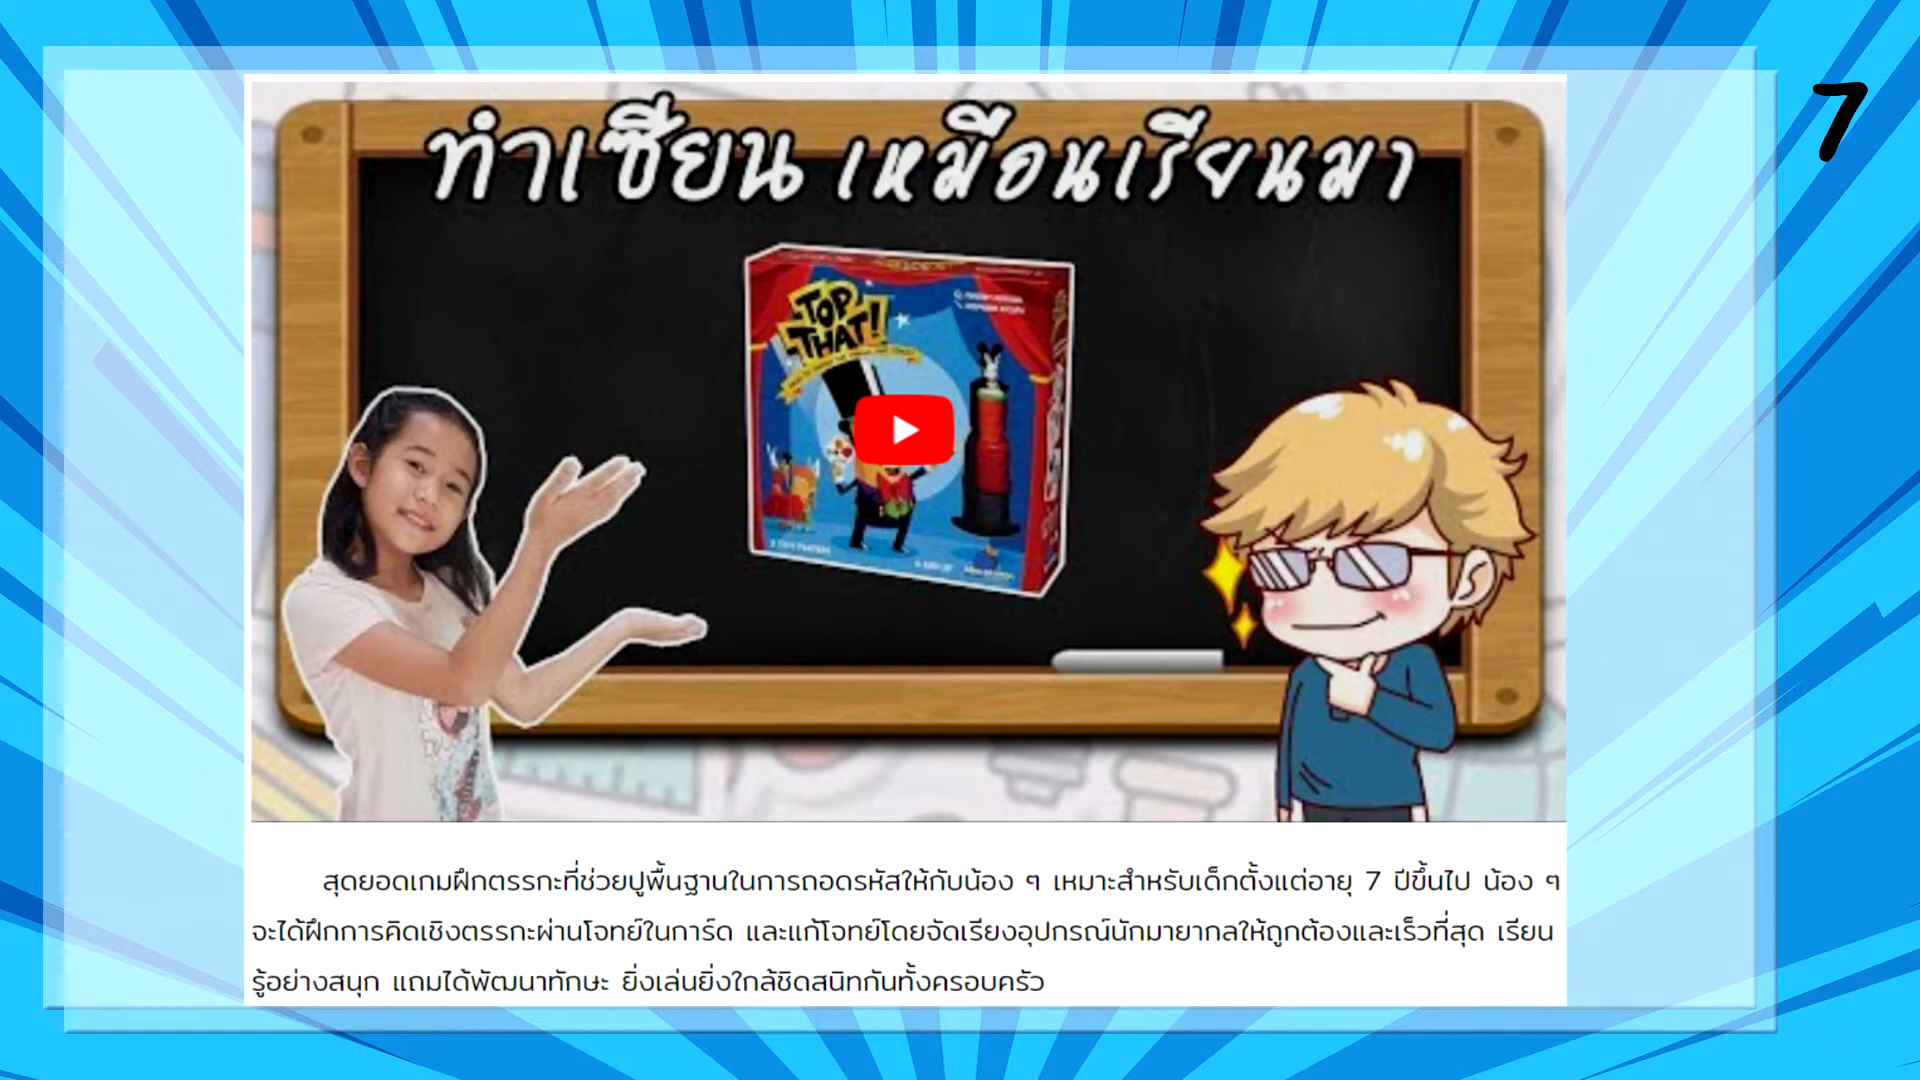 7
ทำเซียน เหมือนเรียนมา
TOP
THAT!
สุดยอดเกมฝึกตรรกะที่ช่วยปูพื้นฐานในการถอดรหัสให้กับน้อง ๆ เหมาะสำหรับเด็กตั้งแต่อายุ 7 ปีขึ้นไป น้อง ๆ
จะได้ฝึกการคิดเชิงตรรกะผ่านโจทย์ในการ์ด และแก้โจทย์โดยจัดเรียงอุปกรณ์นักมายากลให้ถูกต้องและเร็วที่สุด เรียน
รู้อย่างสนุก แถมได้พัฒนาทักษะ ยิ่งเล่นยิ่งใกล้ชิดสนิทกันทั้งครอบครัว